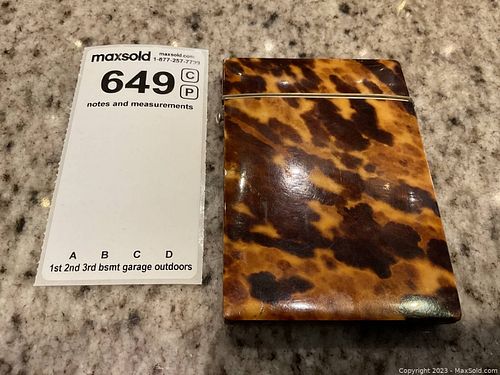 maxsold maxsold.com
1-877-257-7799
649 C
P
notes and measurements
A B C D
1st 2nd 3rd bsmt garage outdoors
Copyright 2023 - MaxSold.com